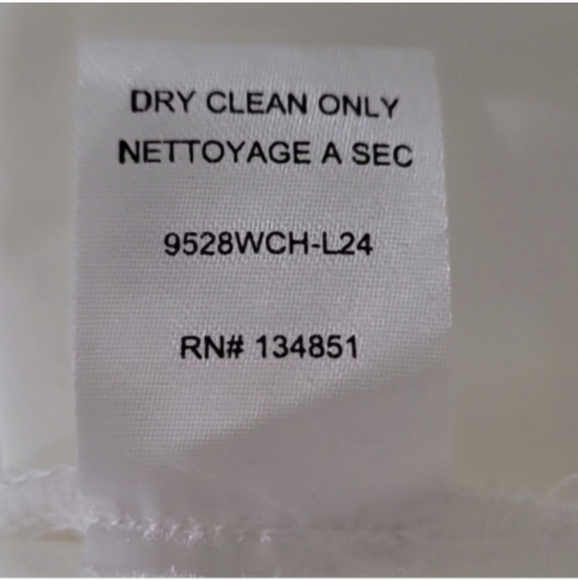 DRY CLEAN ONLY
NETTOYAGE A SEC
9528WCH-L24
RN# 134851